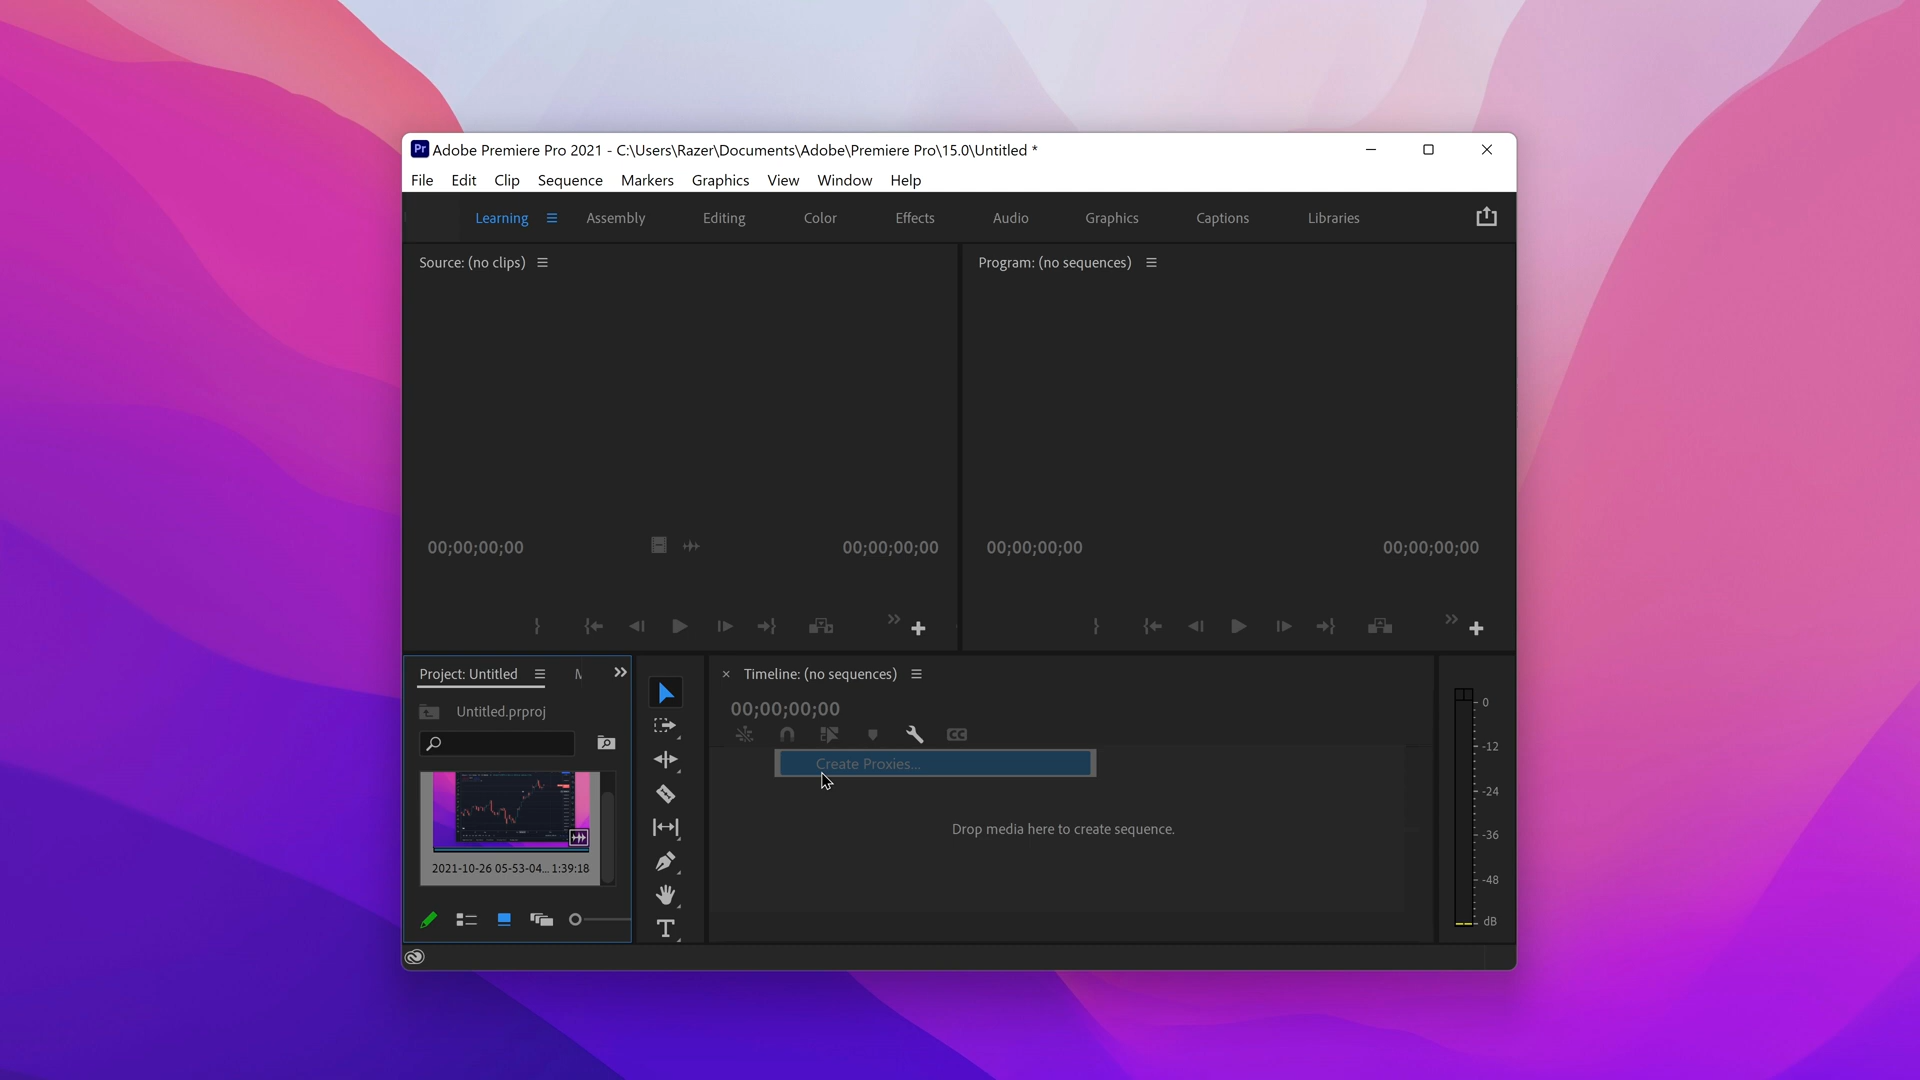 Pr Adobe Premiere Pro 2021 - C:\Users\Razer\Documents\Adobe\Premiere Pro\15.0\Untitled *
File Edit Clip Sequence Markers Graphics View Window Help
Learning Assembly Editing Color Effects Audio Graphics Captions Libraries
Source: (no clips)
Program: (no sequences)
00;00;00;00
00;00;00;00
00;00;00;00
00;00;00;00
Project: Untitled
Timeline: (no sequences)
Untitled.prproj
00;00;00;00
CC
Create Proxies...
Drop media here to create sequence.
2021-10-26 05-53-04... 1:39:18
T
0
-12
-24
-36
-48
dB